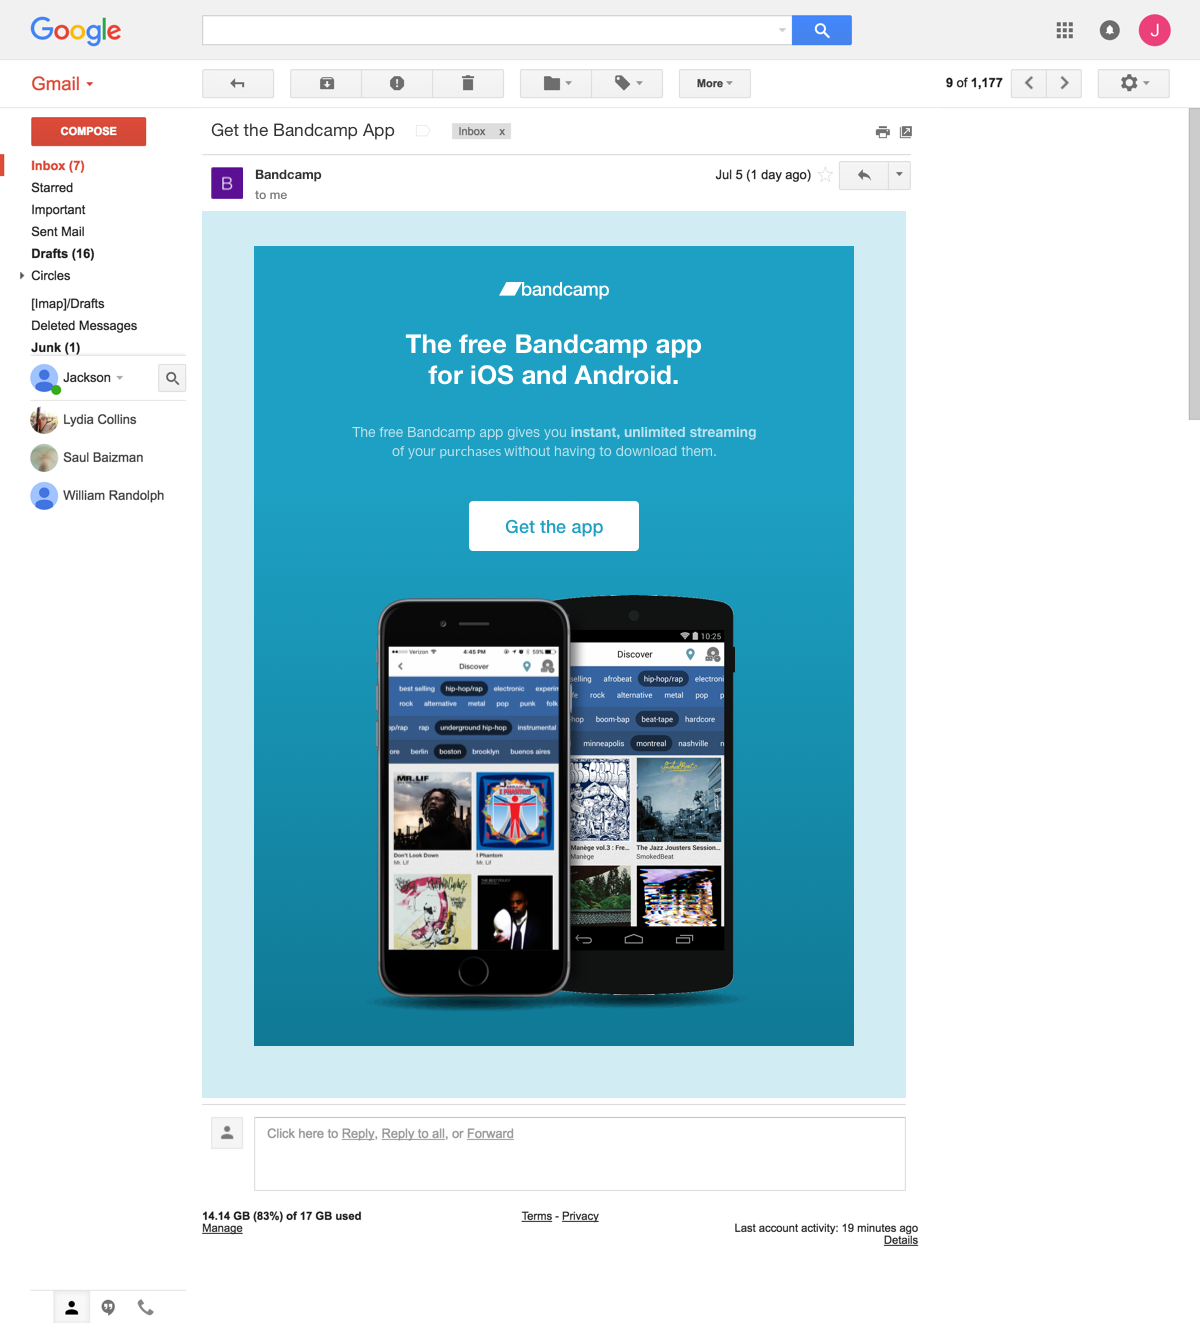 Google
J
Gmail
More
9 of 1,177
COMPOSE
Get the Bandcamp App
Inbox x
Inbox (7)
Starred
Important
Sent Mail
Drafts (16)
Circles
[Imap]/Drafts
Deleted Messages
Junk (1)
Jackson
Lydia Collins
Saul Baizman
William Randolph
B
Bandcamp
to me
Jul 5 (1 day ago)
bandcamp
The free Bandcamp app
for iOS and Android.
The free Bandcamp app gives you instant, unlimited streaming
of your purchases without having to download them.
Get the app
Verizon 4:45 PM 59%
Discover
best selling hip-hop/rap electronic experim
rock alternative metal pop punk folk
op/rap rap underground hip-hop instrumental
ore berlin boston brooklyn buenos aires
MR. LIF
I PHANTOM
Don't Look Down
Mr. Lif
I Phantom
Mr. Lif
10:25
Discover
selling afrobeat hip-hop/rap electroni
fe rock alternative metal pop p
hop boom-bap beat-tape hardcore
minneapolis montreal nashville n
Manège vol.3 : Fre...
Manège
The Jazz Jousters Session...
SmokedBeat
Click here to Reply, Reply to all, or Forward
14.14 GB (83%) of 17 GB used
Manage
Terms - Privacy
Last account activity: 19 minutes ago
Details